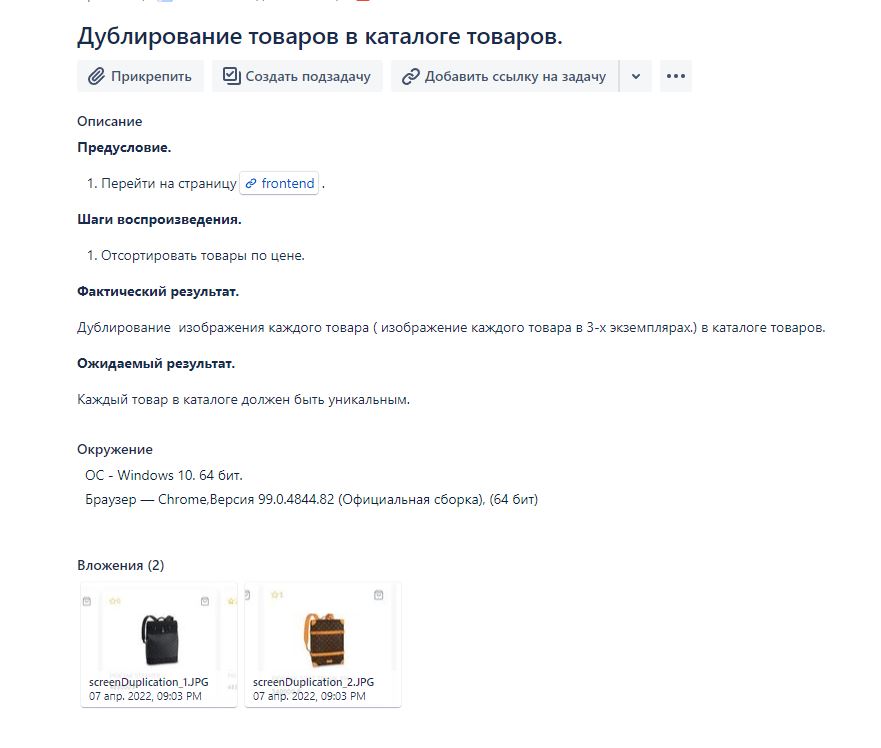 Дублирование товаров в каталоге товаров.
Прикрепить Создать подзадачу Добавить ссылку на задачу
Описание
Предусловие.
1. Перейти на страницу frontend .
Шаги воспроизведения.
1. Отсортировать товары по цене.
Фактический результат.
Дублирование изображения каждого товара ( изображение каждого товара в 3-х экземплярах.) в каталоге товаров.
Ожидаемый результат.
Каждый товар в каталоге должен быть уникальным.
Окружение
ОС - Windows 10. 64 бит.
Браузер — Chrome,Версия 99.0.4844.82 (Официальная сборка), (64 бит)
Вложения (2)
screenDuplication_1.JPG
07 апр. 2022, 09:03 PM
screenDuplication_2.JPG
07 апр. 2022, 09:03 PM